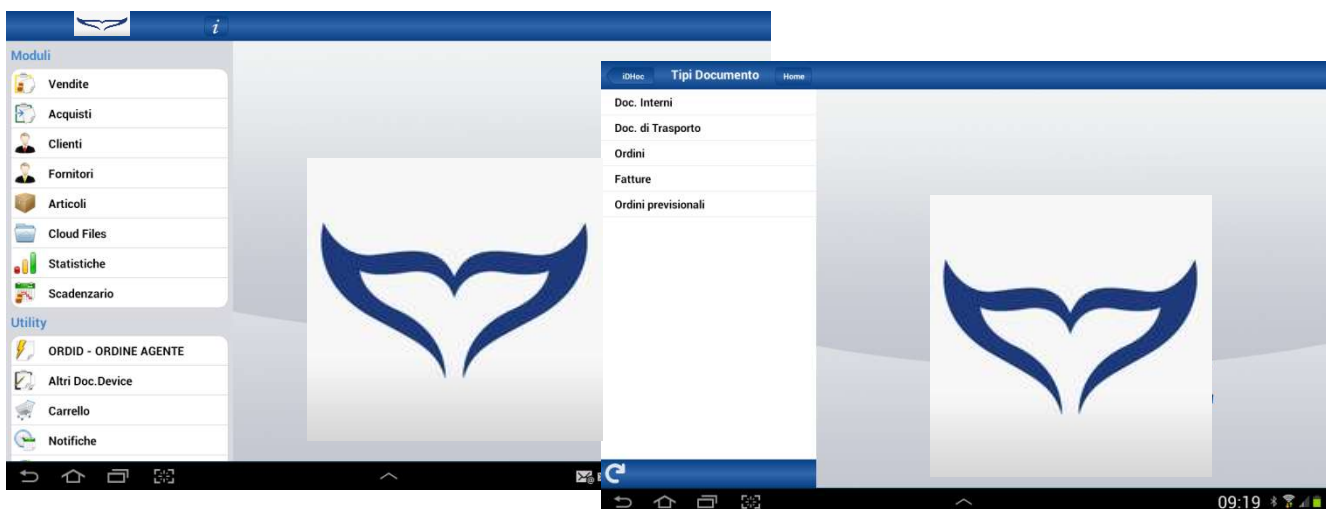 i
Moduli
Vendite
Acquisti
Clienti
Fornitori
Articoli
Cloud Files
Statistiche
Scadenzario
Utility
ORDID - ORDINE AGENTE
Altri Doc.Device
Carrello
Notifiche
iDHoc Tipi Documento Home
Doc. Interni
Doc. di Trasporto
Ordini
Fatture
Ordini previsionali
09:19